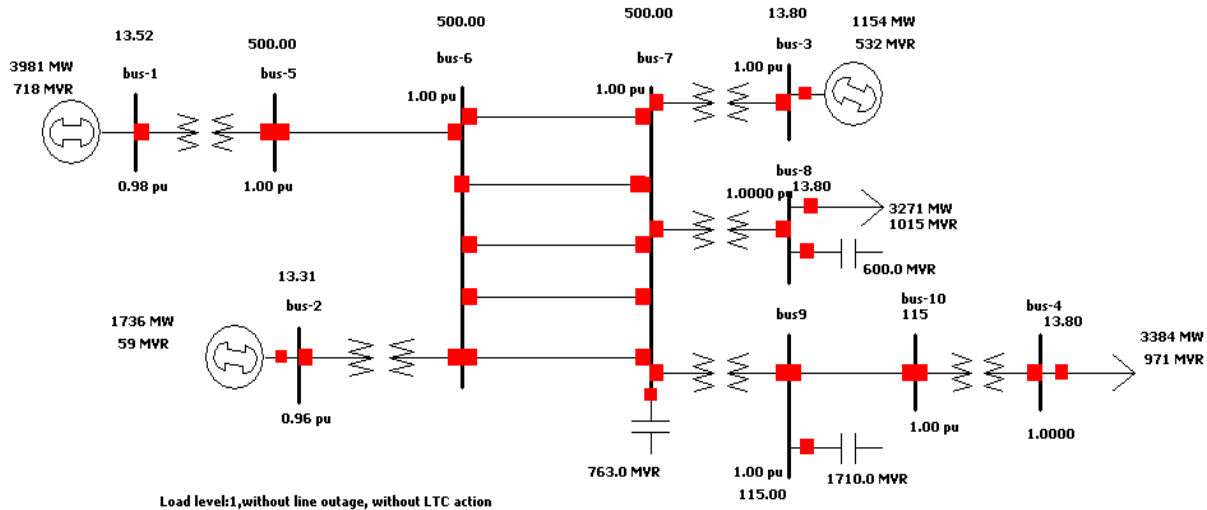 500.00
500.00
13.80
1154 MW
532 MVR
13.52
500.00
bus-6
bus-7
bus-3
3981 MW
718 MVR
bus-1
bus-5
1.00 pu
1.00 pu
1.00 pu
0.98 pu
1.00 pu
bus-8
1.0000 pu
13.80
3271 MW
1015 MVR
600.0 MVR
13.31
bus-2
bus9
bus-10
115
bus-4
13.80
1736 MW
59 MVR
3384 MW
971 MVR
0.96 pu
1.00 pu
1.0000
763.0 MVR
1.00 pu
115.00
1710.0 MVR
Load level:1,without line outage, without LTC action